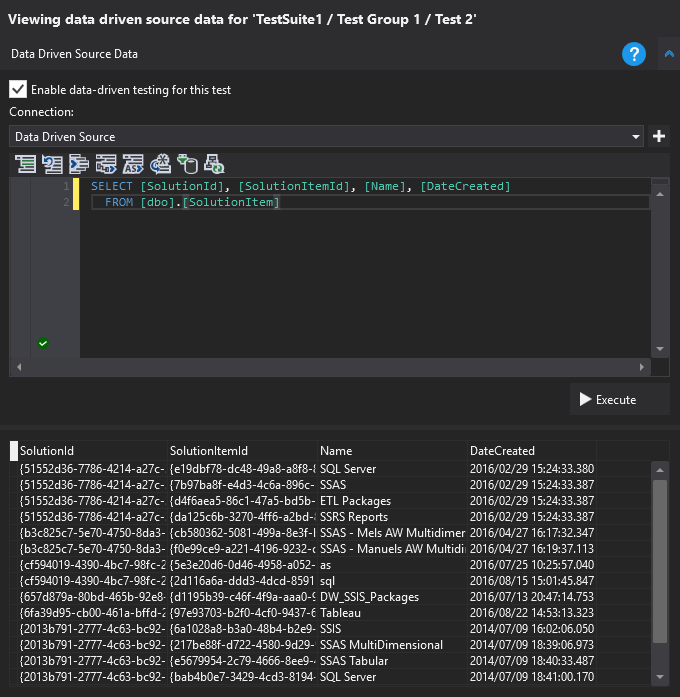 Viewing data driven source data for 'TestSuite1 / Test Group 1 / Test 2'
Data Driven Source Data
?
Enable data-driven testing for this test
Connection:
Data Driven Source
1 SELECT [SolutionId], [SolutionItemId], [Name], [DateCreated]
2 FROM [dbo].[SolutionItem]
Execute
SolutionId SolutionItemId Name DateCreated
{51552d36-7786-4214-a27c- {e19dbf78-dc48-49a8-a8f8-8 SQL Server 2016/02/29 15:24:33.380
{51552d36-7786-4214-a27c- {7b97ba8f-e4d3-4c6a-896c- SSAS 2016/02/29 15:24:33.387
{51552d36-7786-4214-a27c- {d4f6aea5-86c1-47a5-bd5b- ETL Packages 2016/02/29 15:24:33.387
{51552d36-7786-4214-a27c- {da125c6b-3270-4ff6-a2bd- SSRS Reports 2016/02/29 15:24:33.387
{b3c825c7-5e70-4750-8da3- {cb580362-5081-499a-8e3f- SSAS - Mels AW Multidimer 2016/04/27 16:17:32.347
{b3c825c7-5e70-4750-8da3- {f0e99ce9-a221-4196-9232- SSAS - Manuels AW Multidi 2016/04/27 16:19:37.113
{cf594019-4390-4bc7-98fc-2 {5e3e20d6-0d46-4958-a052- as 2016/07/25 10:25:57.040
{cf594019-4390-4bc7-98fc-2 {2d116a6a-ddd3-4dcd-8591 sql 2016/08/15 15:01:45.847
{657d879a-80bd-465b-92e8- {d1195b39-c46f-4f9a-aaa0-9 DW_SSIS_Packages 2016/07/13 20:47:14.753
{6fa39d95-cb00-461a-bffd-2 {97e93703-b2f0-4cf0-9437-6 Tableau 2016/08/22 14:53:13.323
{2013b791-2777-4c63-bc92- {6a1028a8-b3a0-48b4-b2e9- SSIS 2014/07/09 16:02:06.050
{2013b791-2777-4c63-bc92- {217be88f-d722-4580-9d29- SSAS MultiDimensional 2014/07/09 18:39:06.973
{2013b791-2777-4c63-bc92- {e5679954-2c79-4666-8ee9- SSAS Tabular 2014/07/09 18:40:33.487
{2013b791-2777-4c63-bc92- {bab4b0e7-3429-4cd3-8194- SQL Server 2014/07/09 18:41:00.170